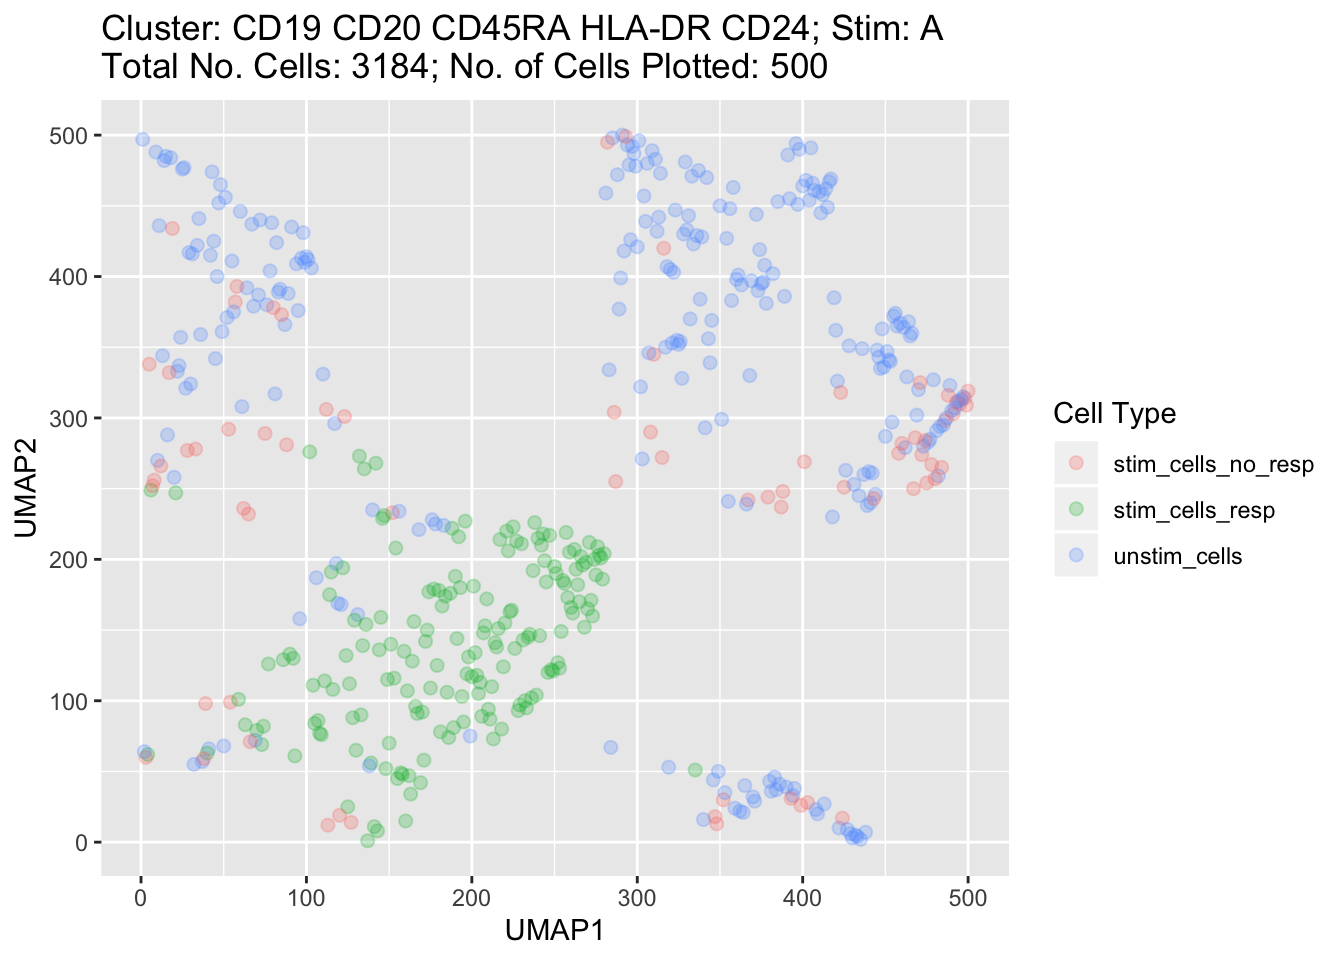 Cluster: CD19 CD20 CD45RA HLA-DR CD24; Stim: A
Total No. Cells: 3184; No. of Cells Plotted: 500
500
400
300
200
100
0
UMAP2
0 100 200 300 400 500
UMAP1
Cell Type
stim_cells_no_resp
stim_cells_resp
unstim_cells